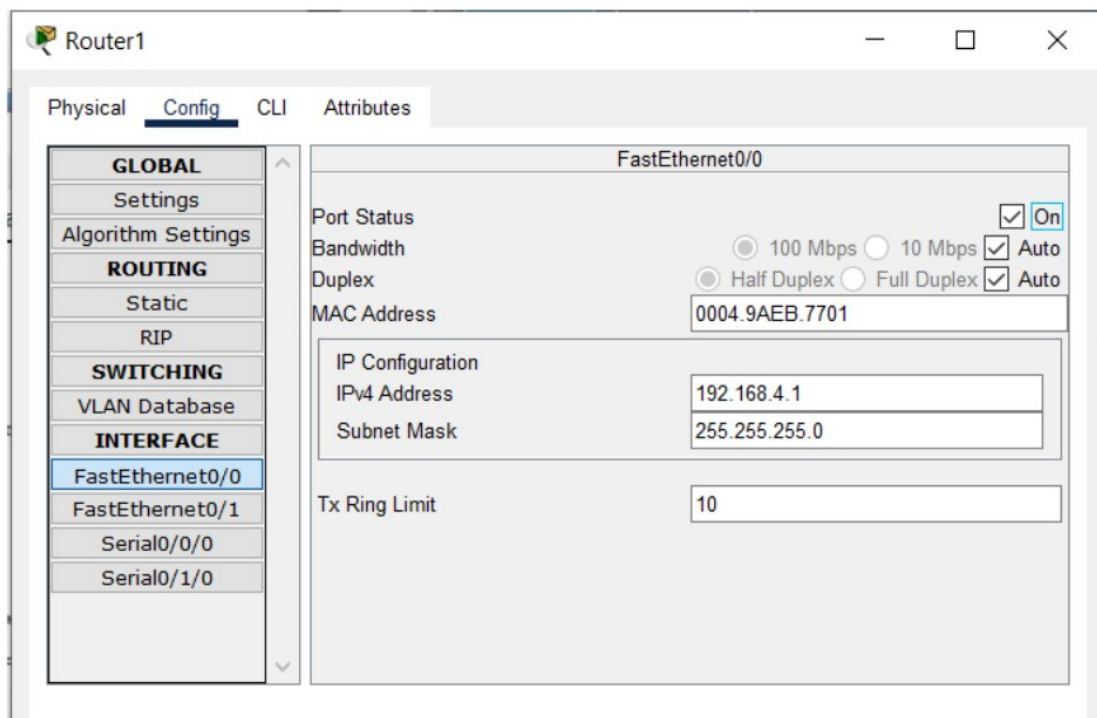 Router1
Physical Config CLI Attributes
GLOBAL
Settings
Algorithm Settings
ROUTING
Static
RIP
SWITCHING
VLAN Database
INTERFACE
FastEthernet0/0
FastEthernet0/1
Serial0/0/0
Serial0/1/0
FastEthernet0/0
Port Status On
Bandwidth 100 Mbps 10 Mbps Auto
Duplex Half Duplex Full Duplex Auto
MAC Address 0004.9AEB.7701
IP Configuration
IPv4 Address 192.168.4.1
Subnet Mask 255.255.255.0
Tx Ring Limit 10